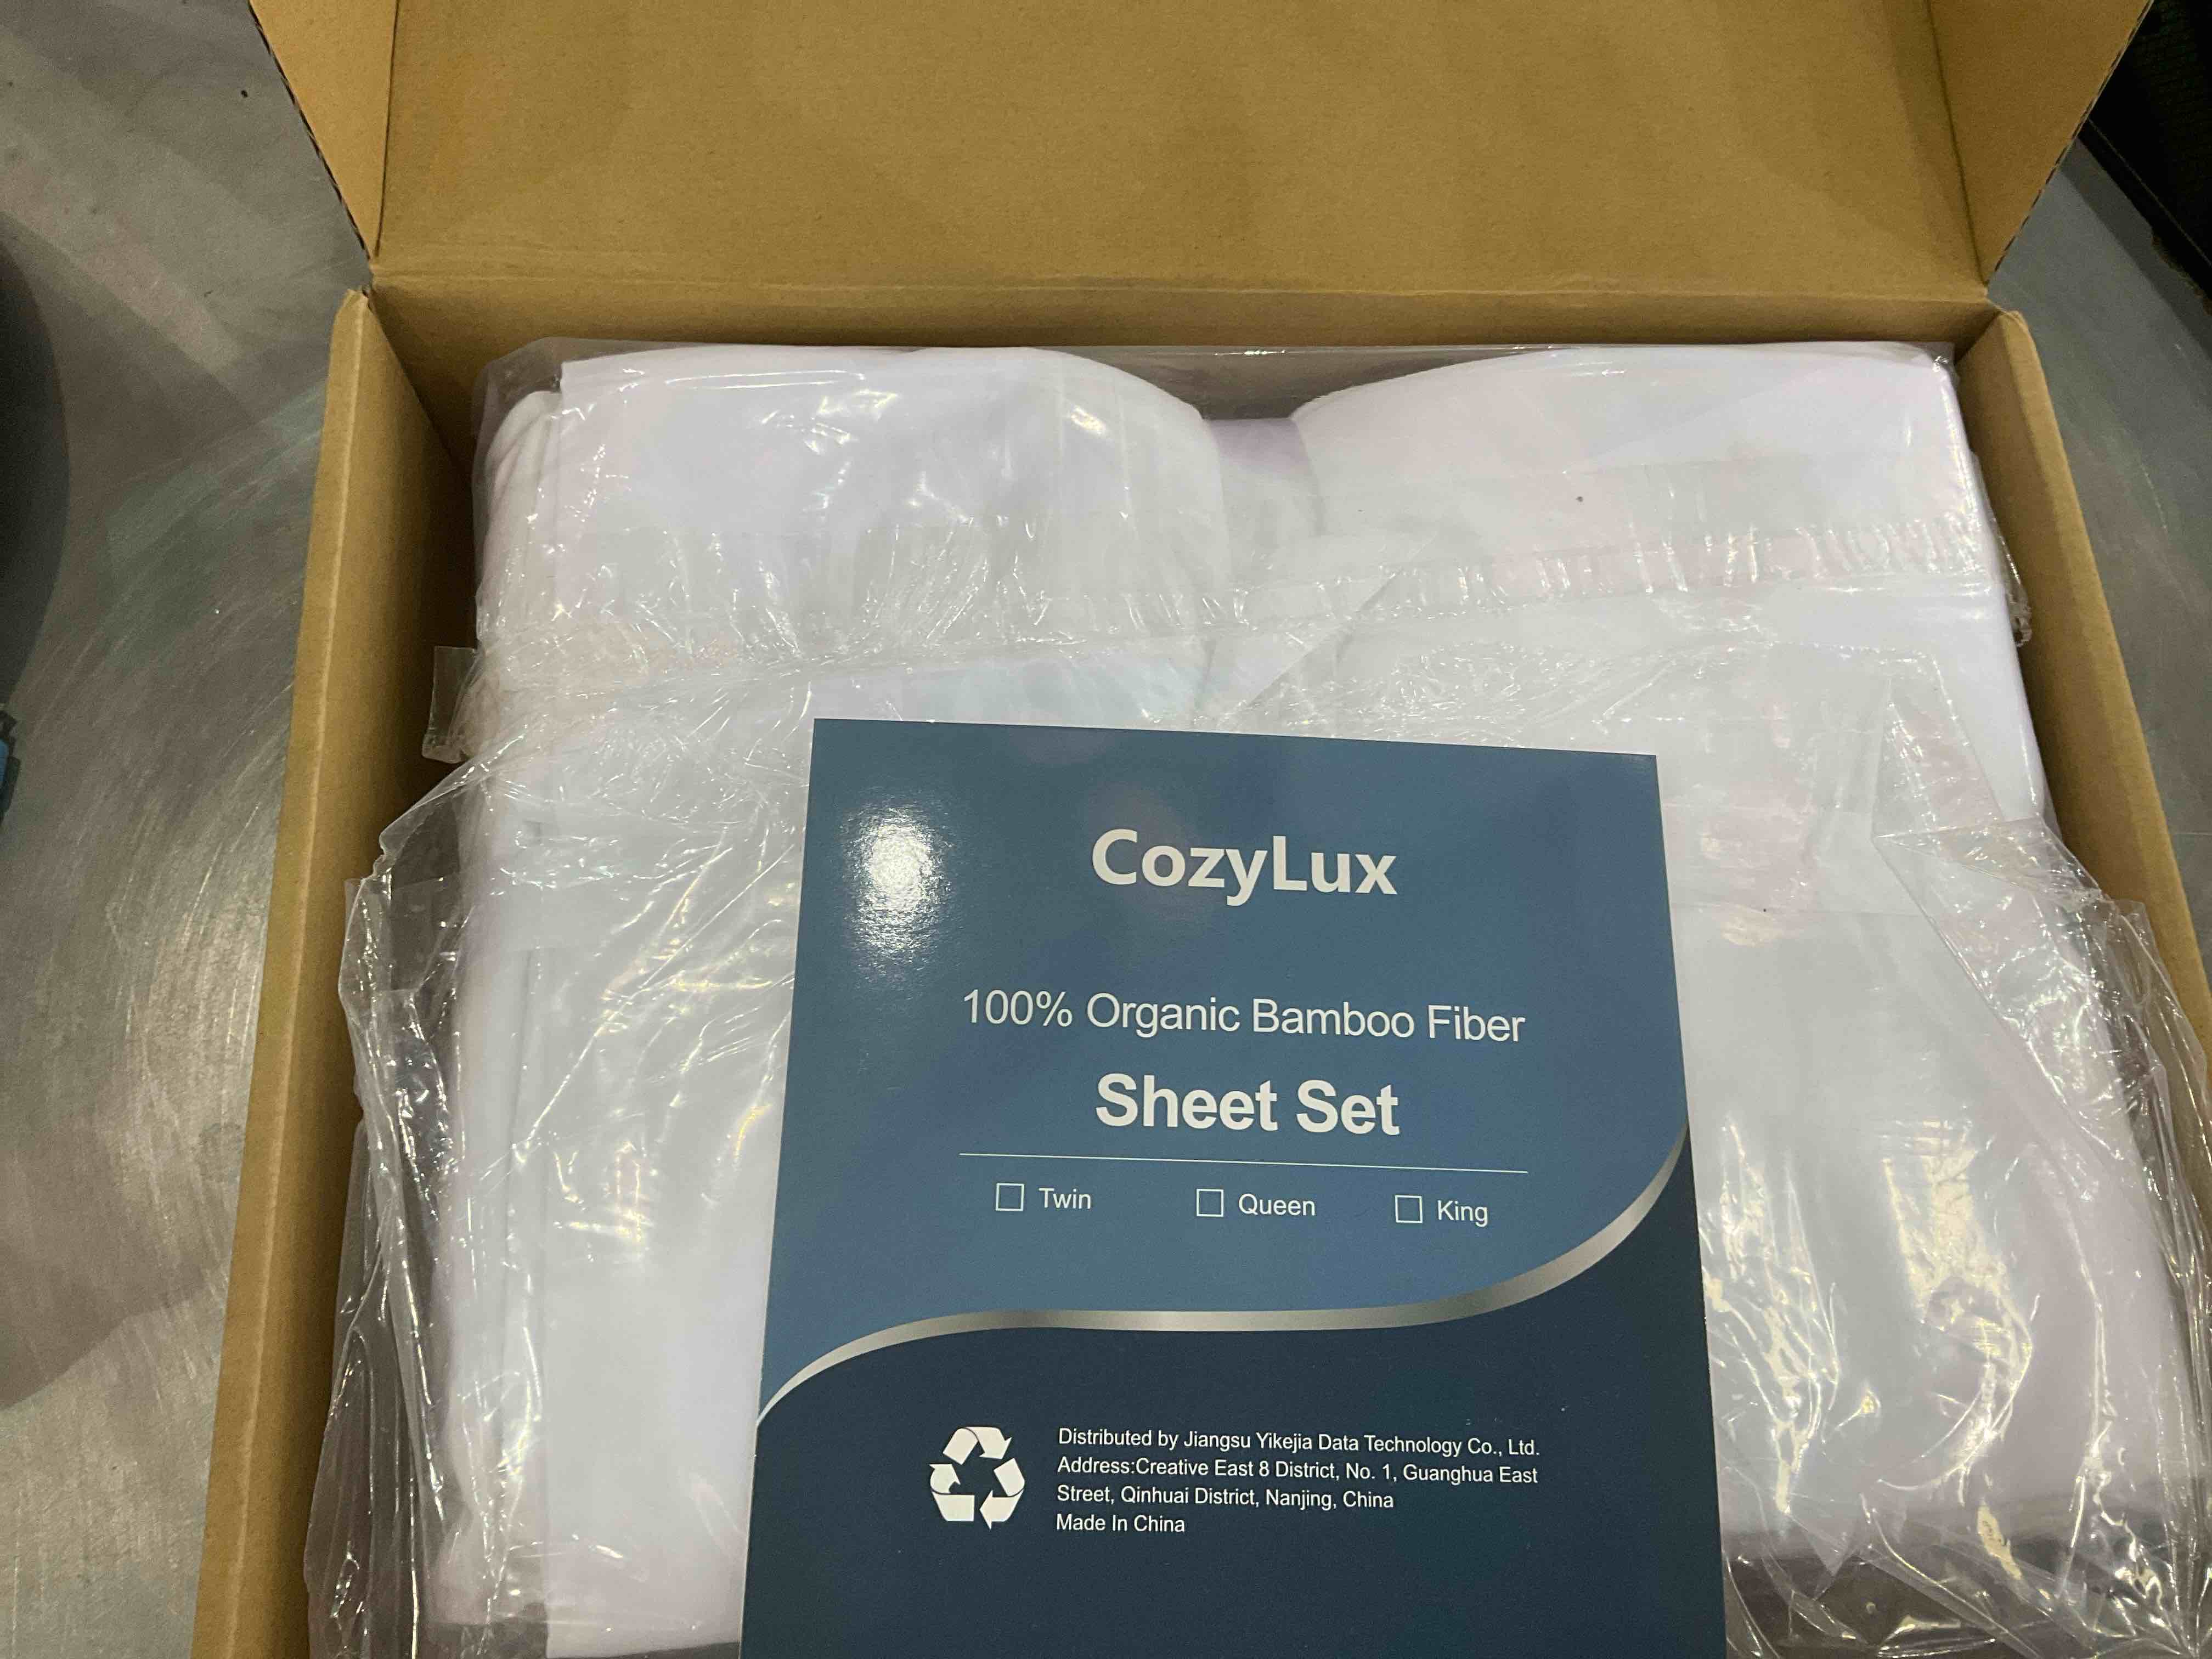 CozyLux
100% Organic Bamboo Fiber
Sheet Set
Twin Queen King
Distributed by Jiangsu Yikejia Data Technology Co., Ltd.
Address:Creative East 8 District, No. 1, Guanghua East
Street, Qinhuai District, Nanjing, China
Made In China